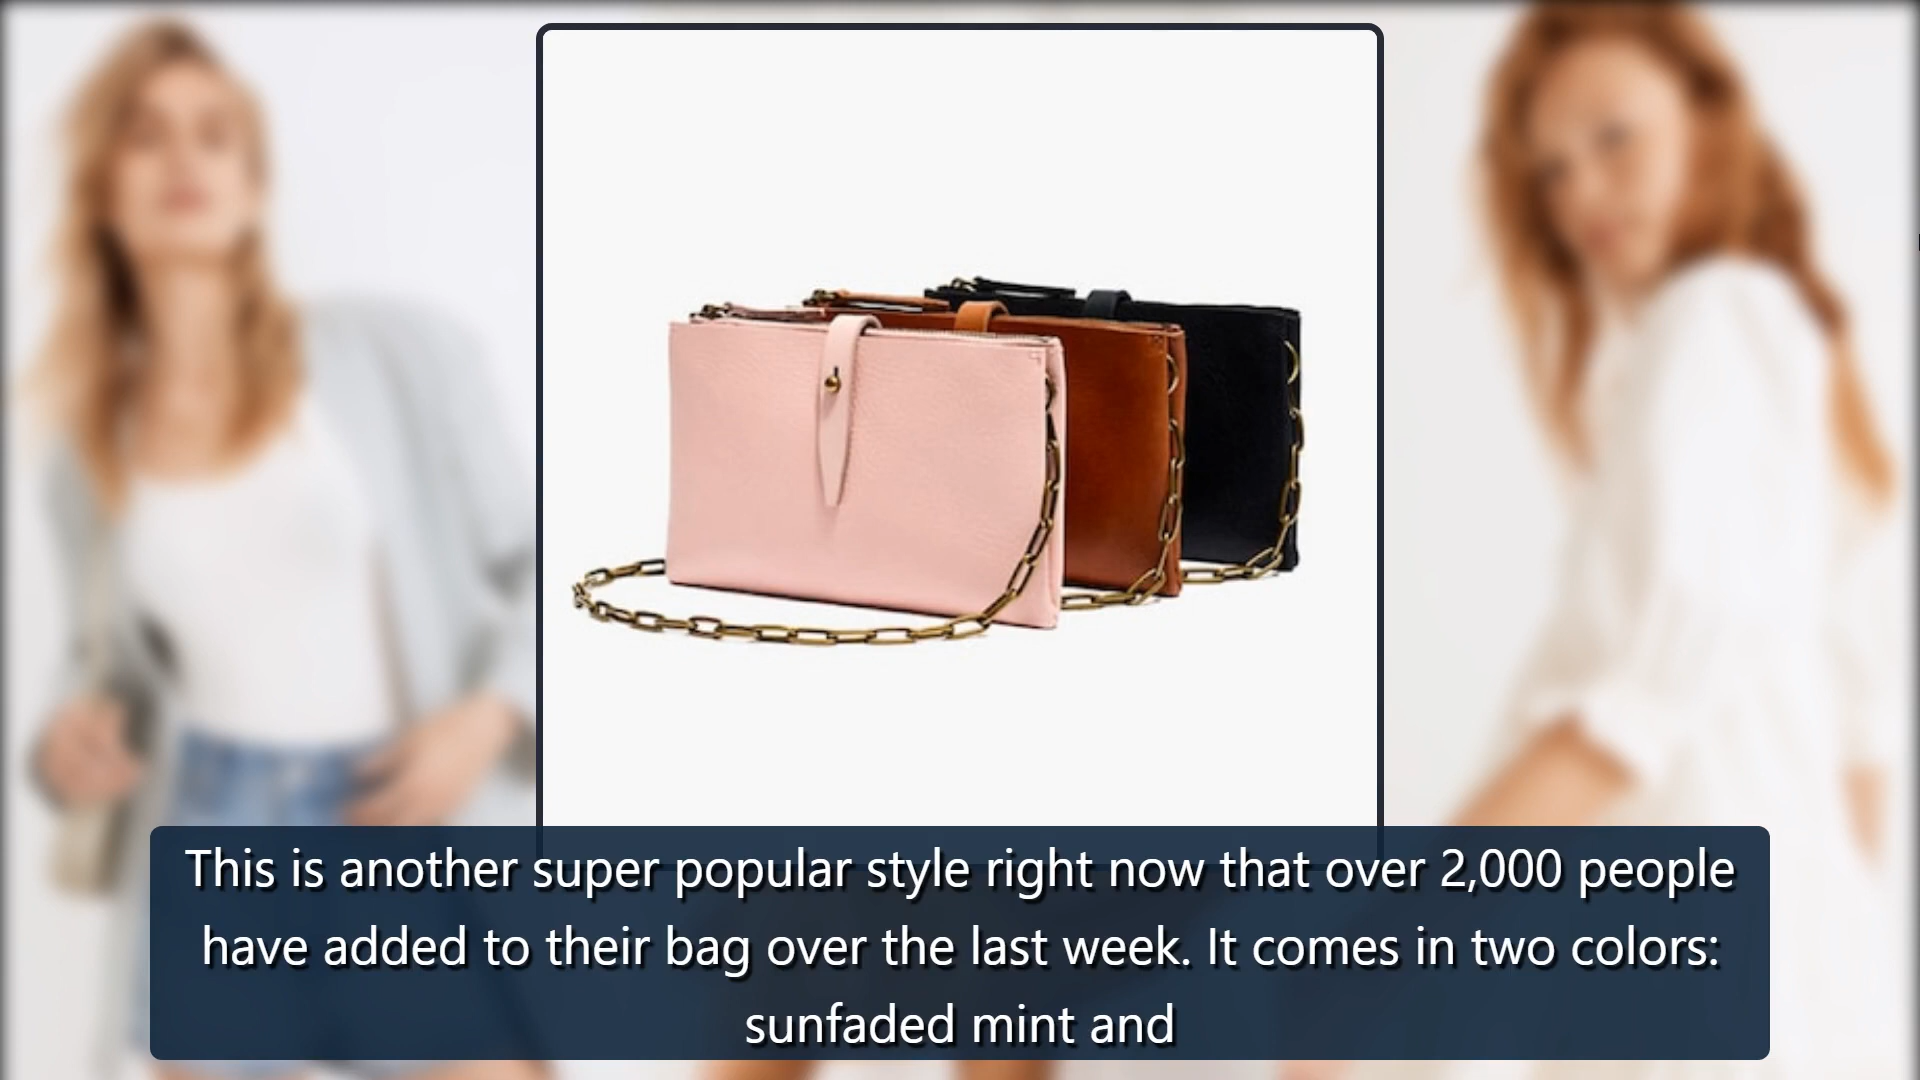 This is another super popular style right now that over 2,000 people
have added to their bag over the last week. It comes in two colors:
sunfaded mint and